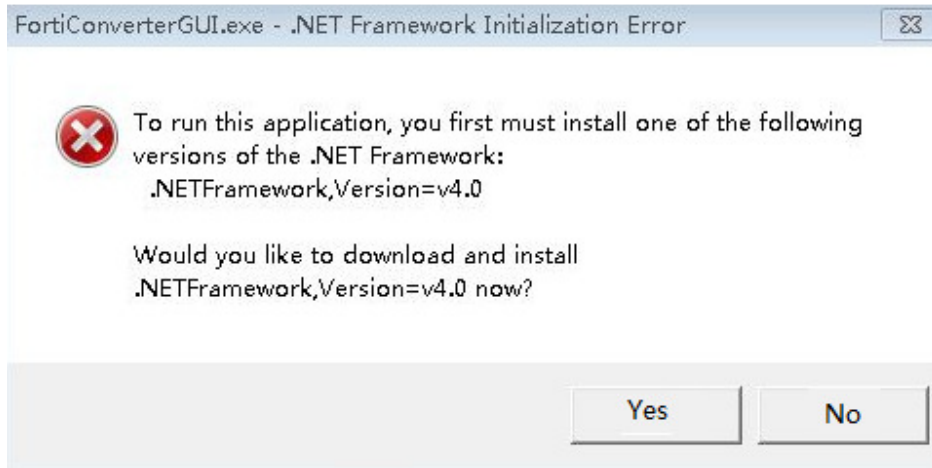 FortiConverterGUI.exe - .NET Framework Initialization Error
To run this application, you first must install one of the following
versions of the .NET Framework:
.NETFramework,Version=v4.0
Would you like to download and install
.NETFramework,Version=v4.0 now?
Yes
No